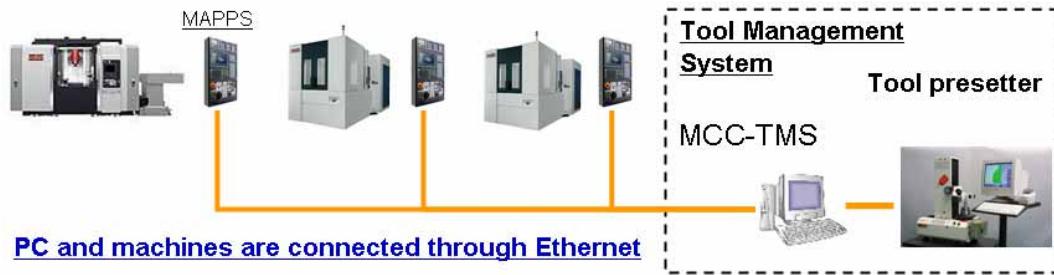 MAPPS
Tool Management
System
Tool presetter
MCC-TMS
PC and machines are connected through Ethernet